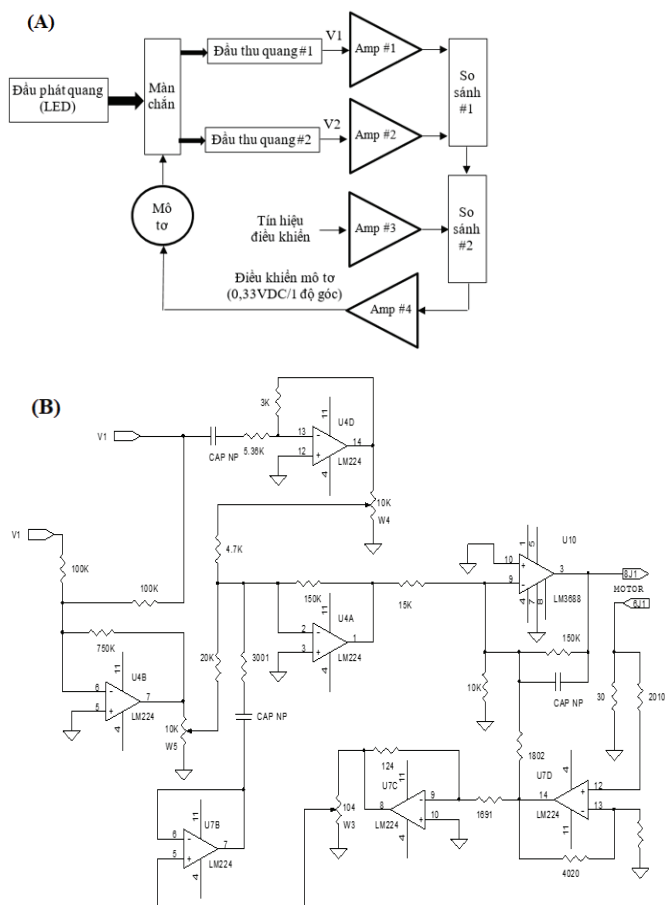 (A)
Đầu phát quang
(LED)
Màn
chắn
Đầu thu quang #1
V1
Amp #1
Đầu thu quang #2
V2
Amp #2
So
sánh
#1
Mô
tơ
Tín hiệu
điều khiển
Amp #3
So
sánh
#2
Điều khiển mô tơ
(0,33VDC/1 độ góc)
Amp #4
(B)
V1
CAP NP
5.36K
3K
11
U4D
13
12
14
LM224
4
10K
W4
V1
100K
100K
4.7K
750K
11
U4B
6
5
7
LM224
4
10K
W5
20K
3001
CAP NP
150K
11
U4A
2
3
1
LM224
4
15K
1
5
U10
10
9
3
LM3688
4
7
8
8J1
MOTOR
6J1
150K
CAP NP
10K
30
2010
1802
U7D
4
12
13
14
LM224
11
4020
124
U7C
11
9
10
8
LM224
4
1691
104
W3
U7B
11
6
5
7
LM224
4